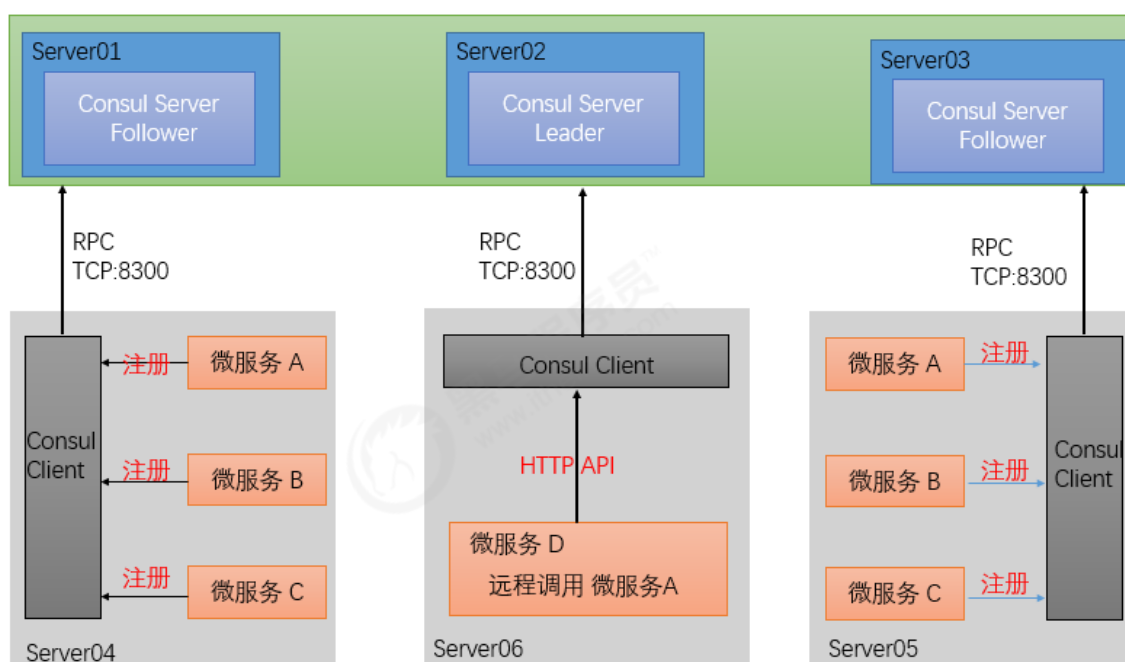 Server01
Consul Server
Follower
Server02
Consul Server
Leader
Server03
Consul Server
Follower
RPC
TCP:8300
RPC
TCP:8300
RPC
TCP:8300
Consul
Client
注册
微服务 A
注册
微服务 B
注册
微服务 C
Server04
Consul Client
HTTP API
微服务 D
远程调用 微服务A
Server06
微服务 A
注册
微服务 B
注册
微服务 C
注册
Consul
Client
Server05